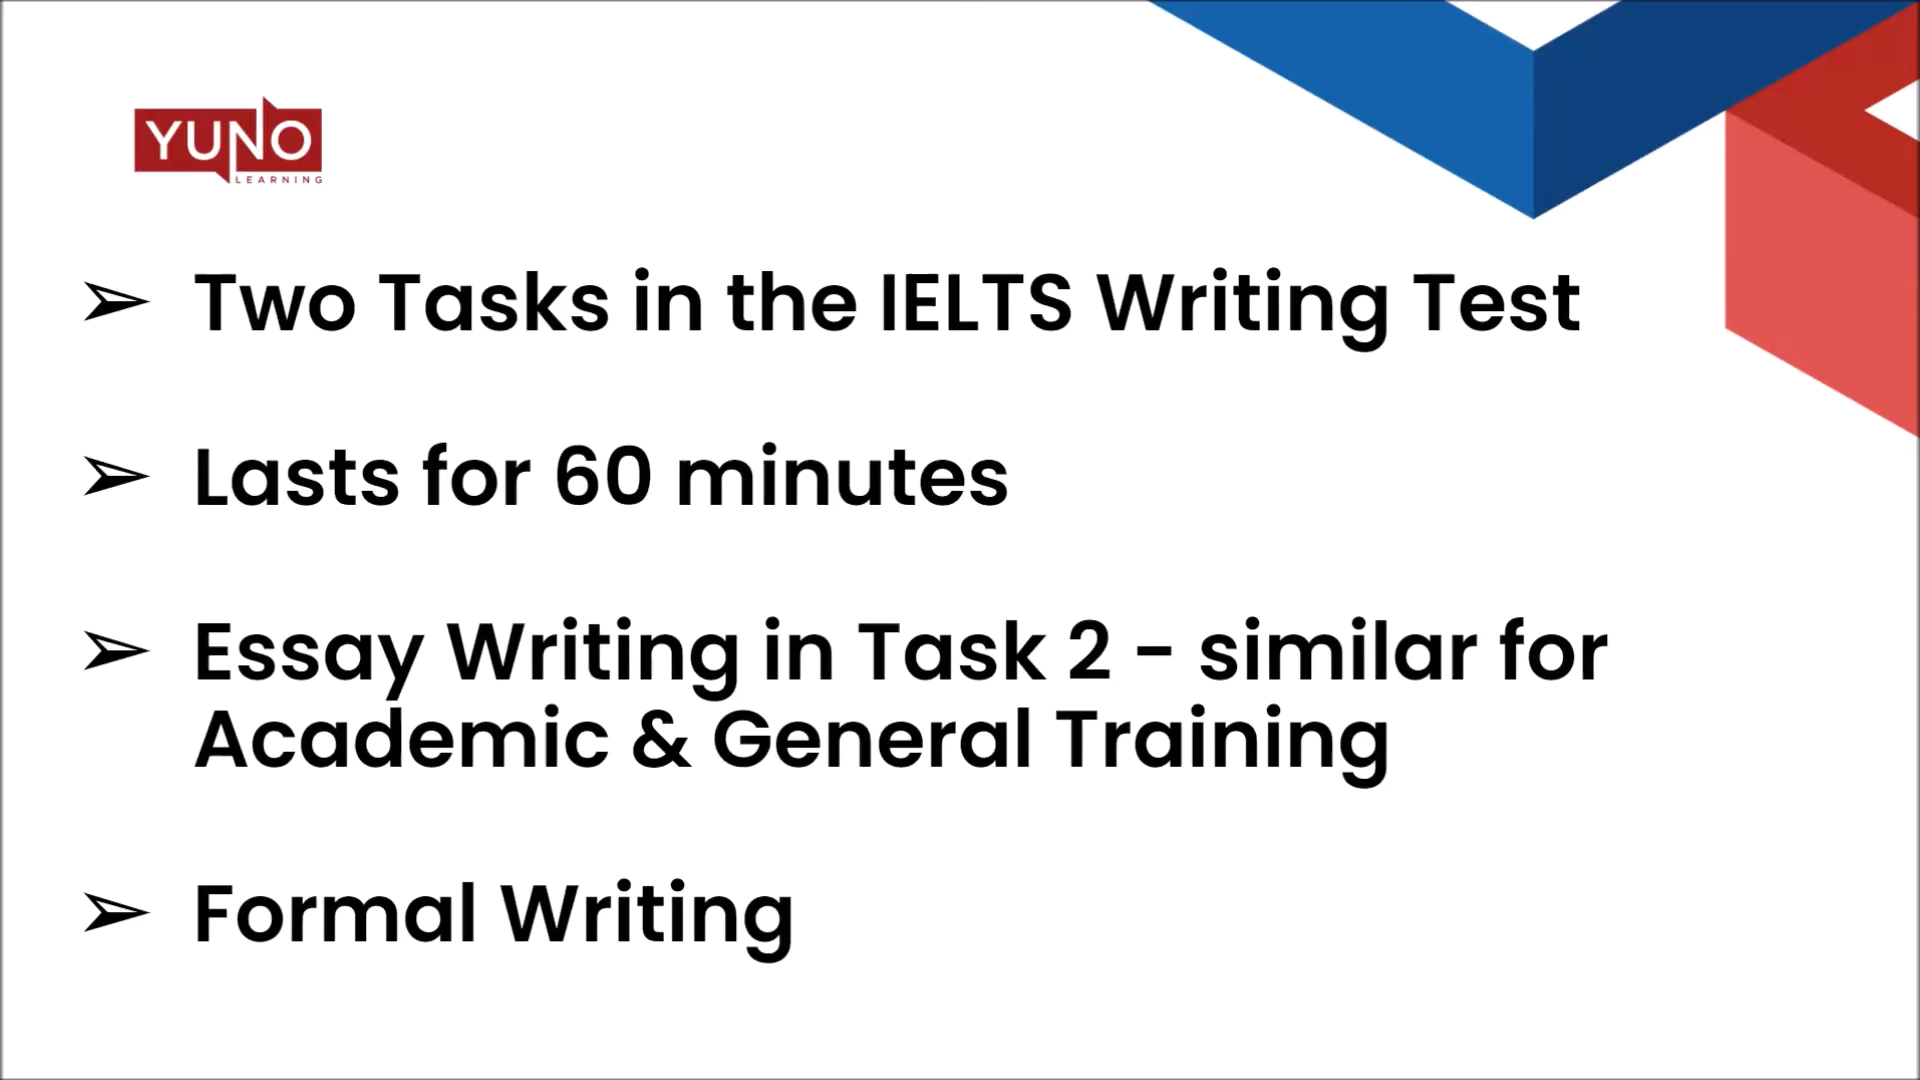 YUNO
LEARNING
➢ Two Tasks in the IELTS Writing Test
➢ Lasts for 60 minutes
➢ Essay Writing in Task 2 - similar for
Academic & General Training
➢ Formal Writing